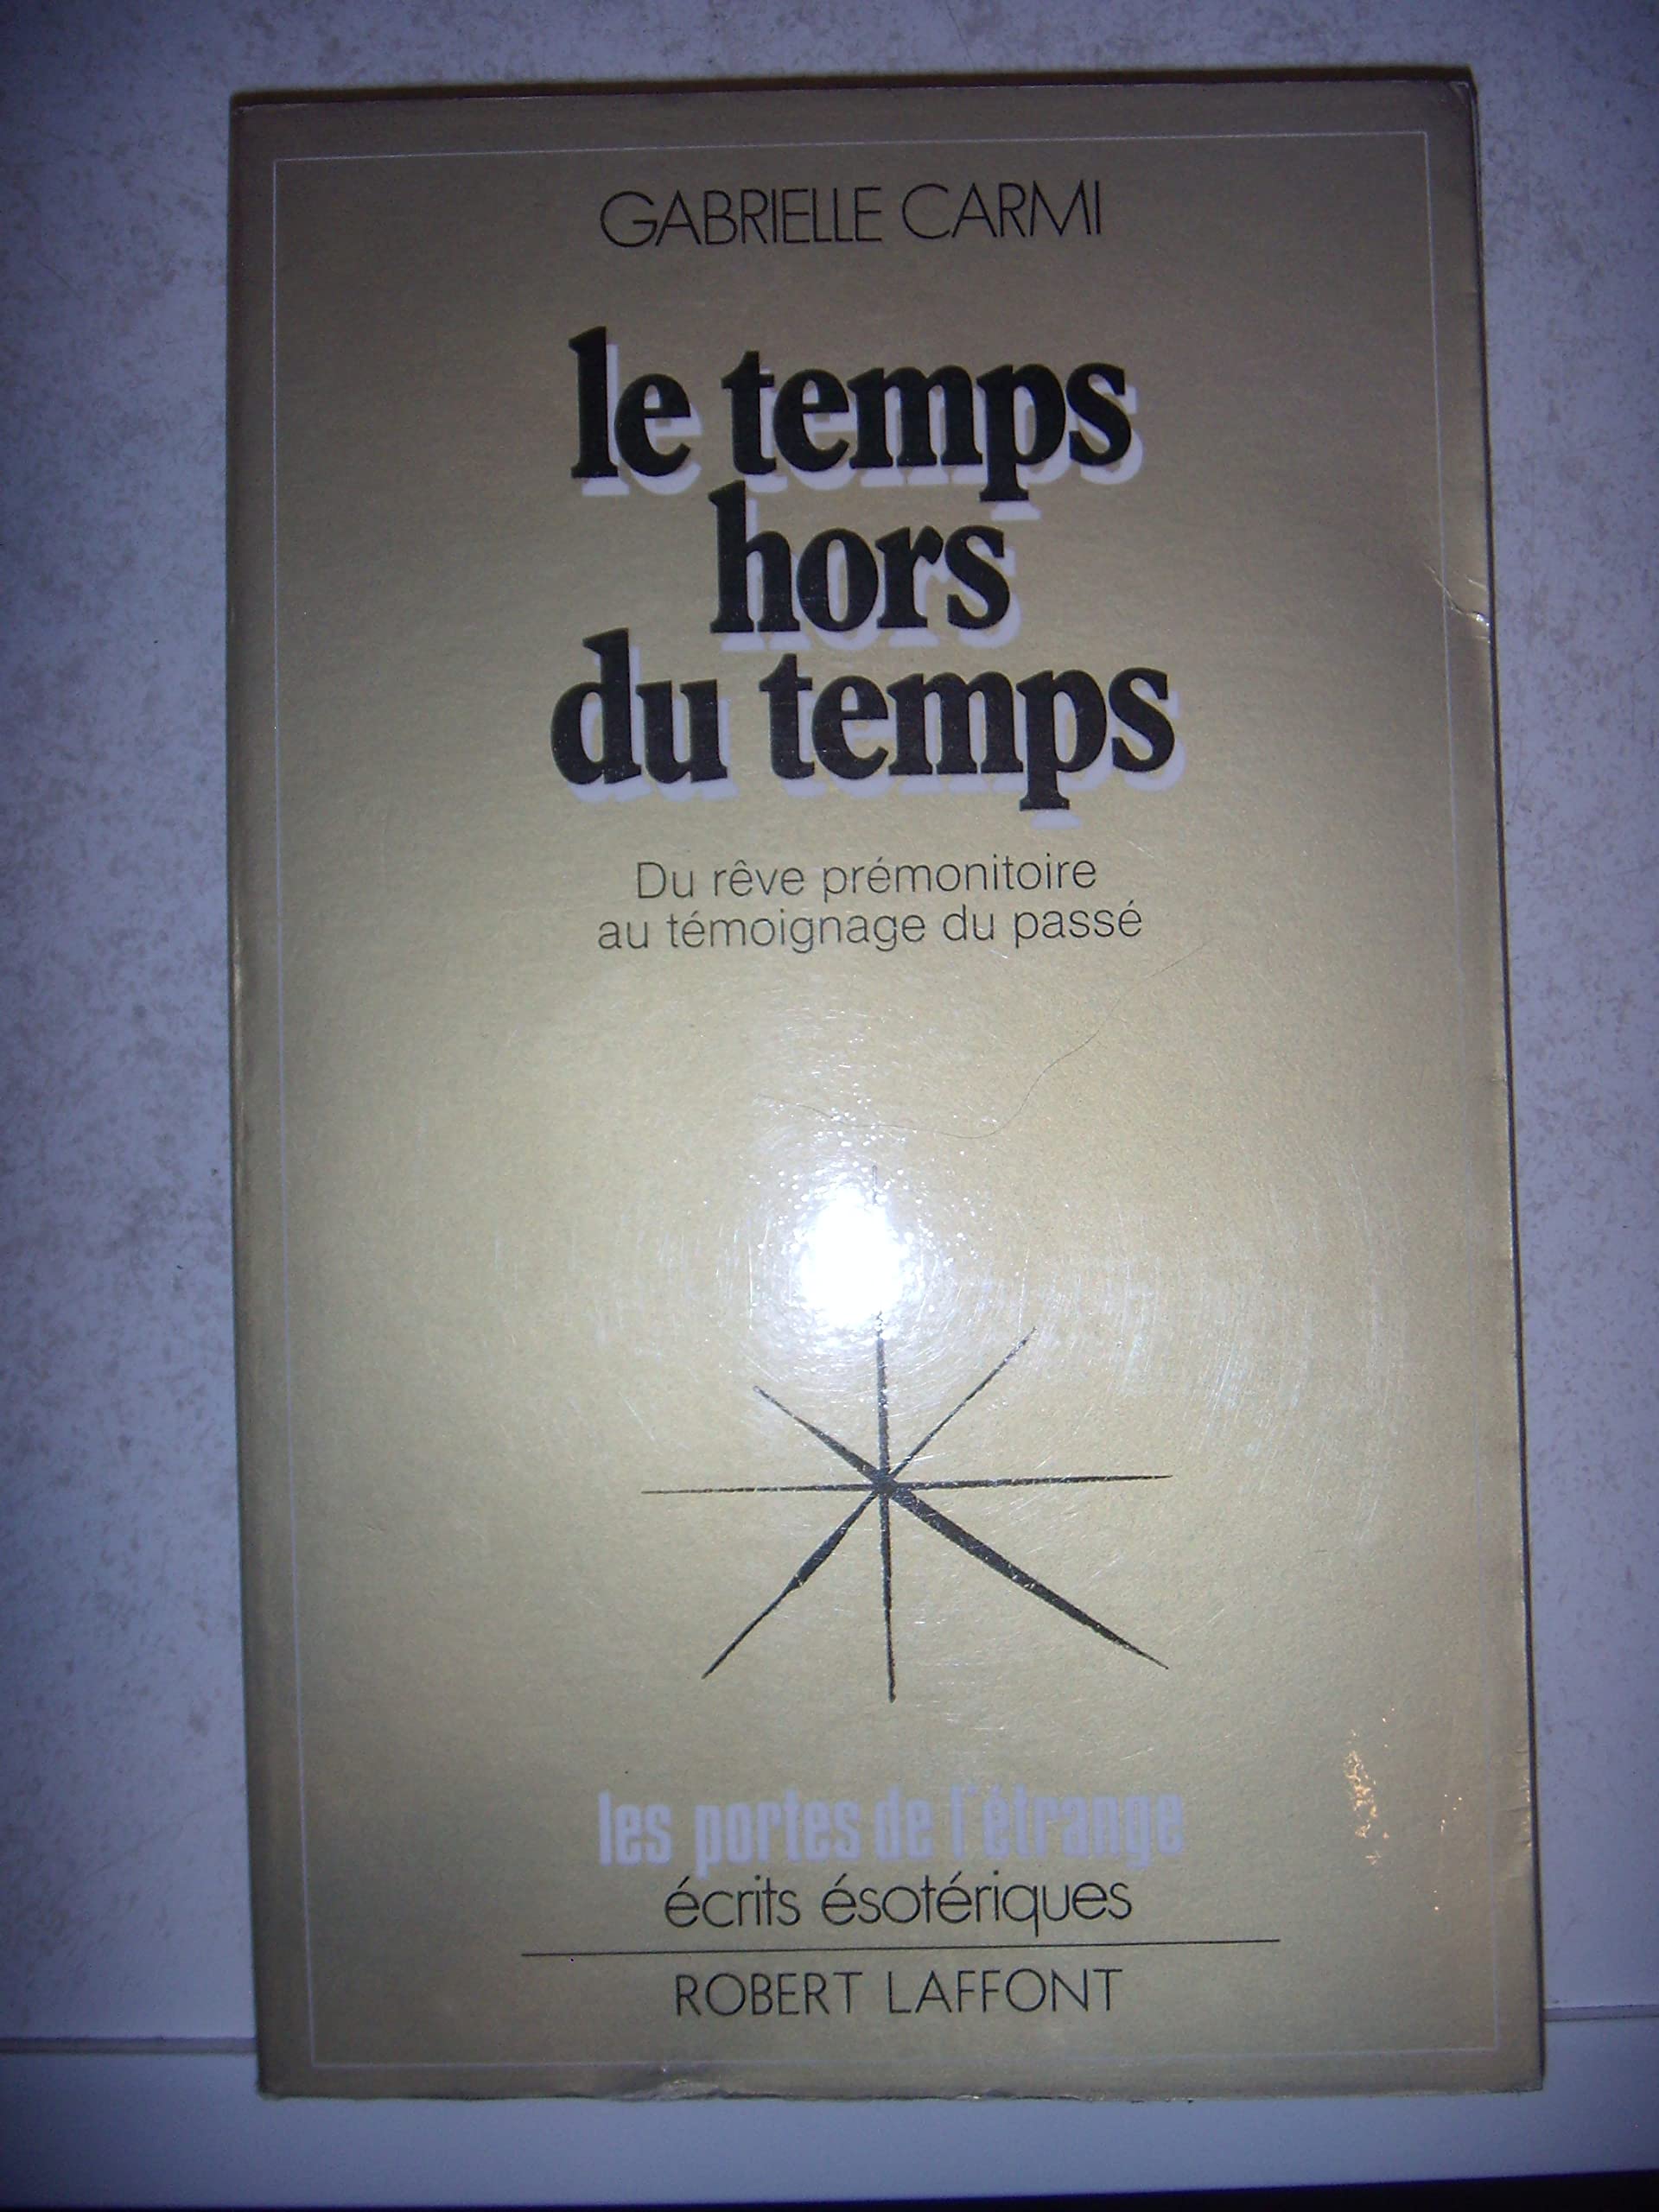 GABRIELLE CARMI
le temps
hors
du temps
Du rêve prémonitoire
au témoignage du passé
les portes de l'étrange
écrits ésotériques
ROBERT LAFFONT